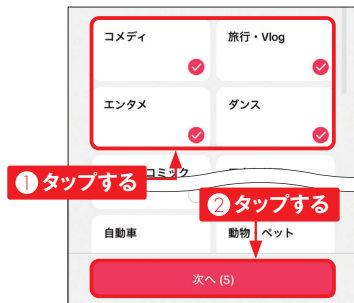 コメディ
旅行・Vlog
エンタメ
ダンス
コミック
① タップする
② タップする
自動車
動物・ペット
次へ (5)